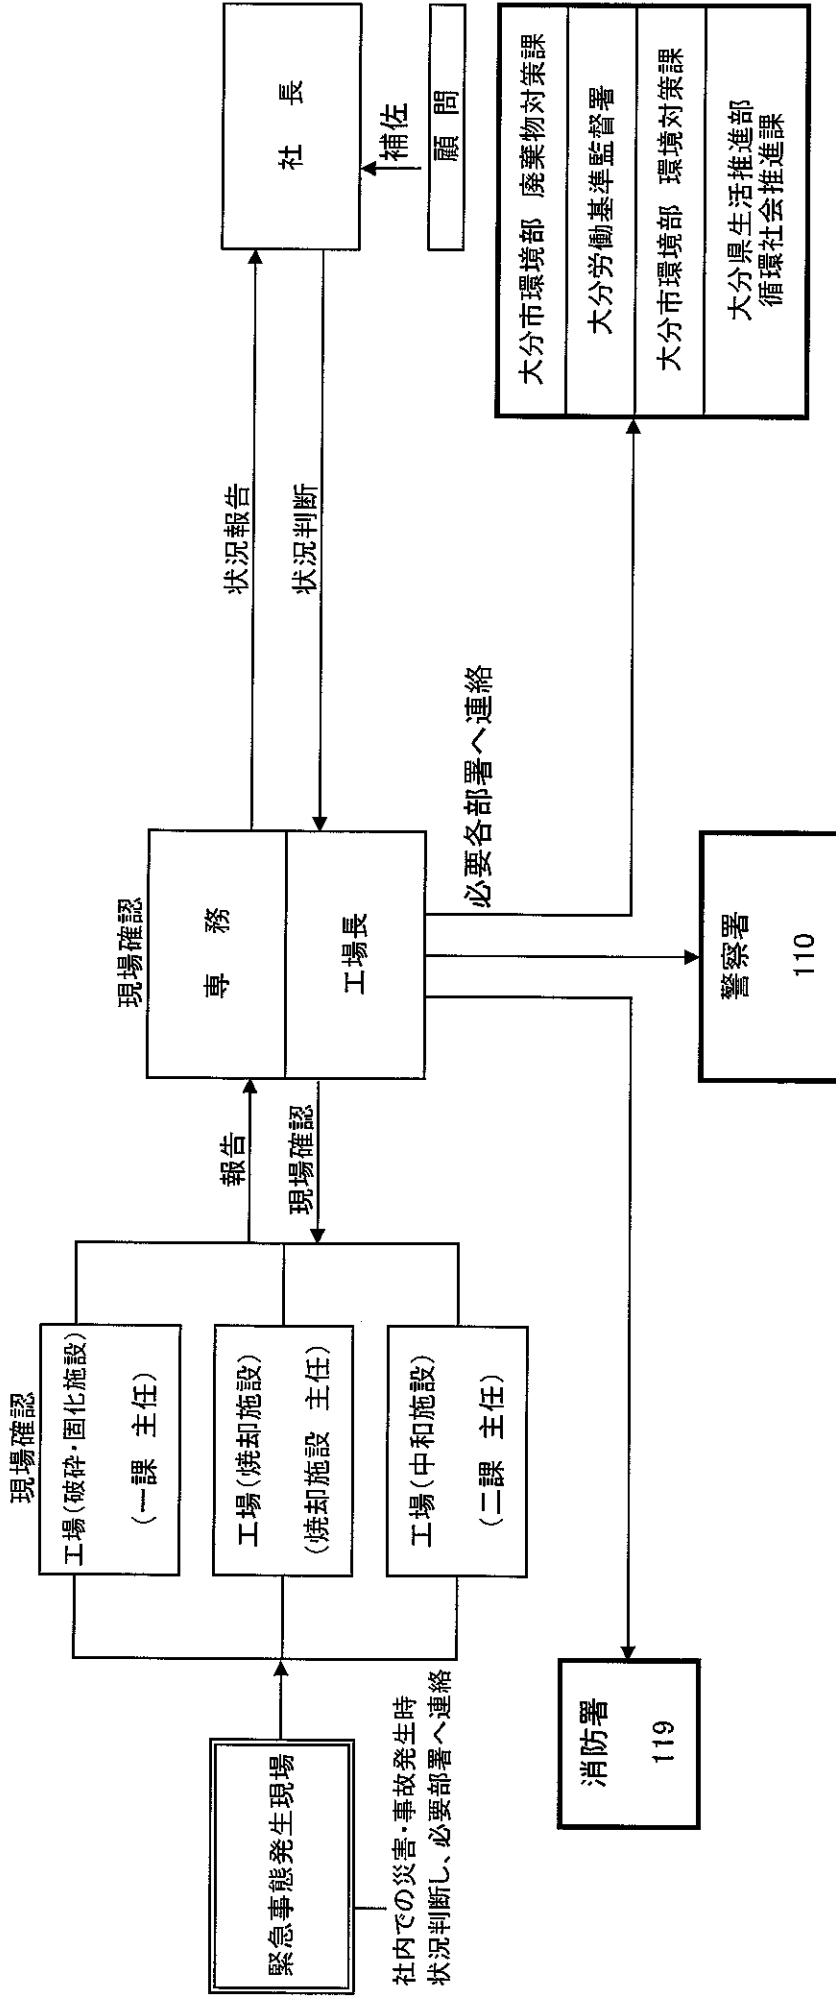 緊急事態発生現場
社内での災害・事故発生時
状況判断し、必要部署へ連絡
現場確認
工場(破砕・固化施設)
(一課 主任)
工場(焼却施設)
(焼却施設 主任)
工場(中和施設)
(二課 主任)
報告
現場確認
現場確認
専 務
工場長
状況報告
状況判断
社 長
補佐
顧 問
必要各部署へ連絡
消防署
119
警察署
110
大分市環境部 廃棄物対策課
大分労働基準監督署
大分市環境部 環境対策課
大分県生活推進部
循環社会推進課